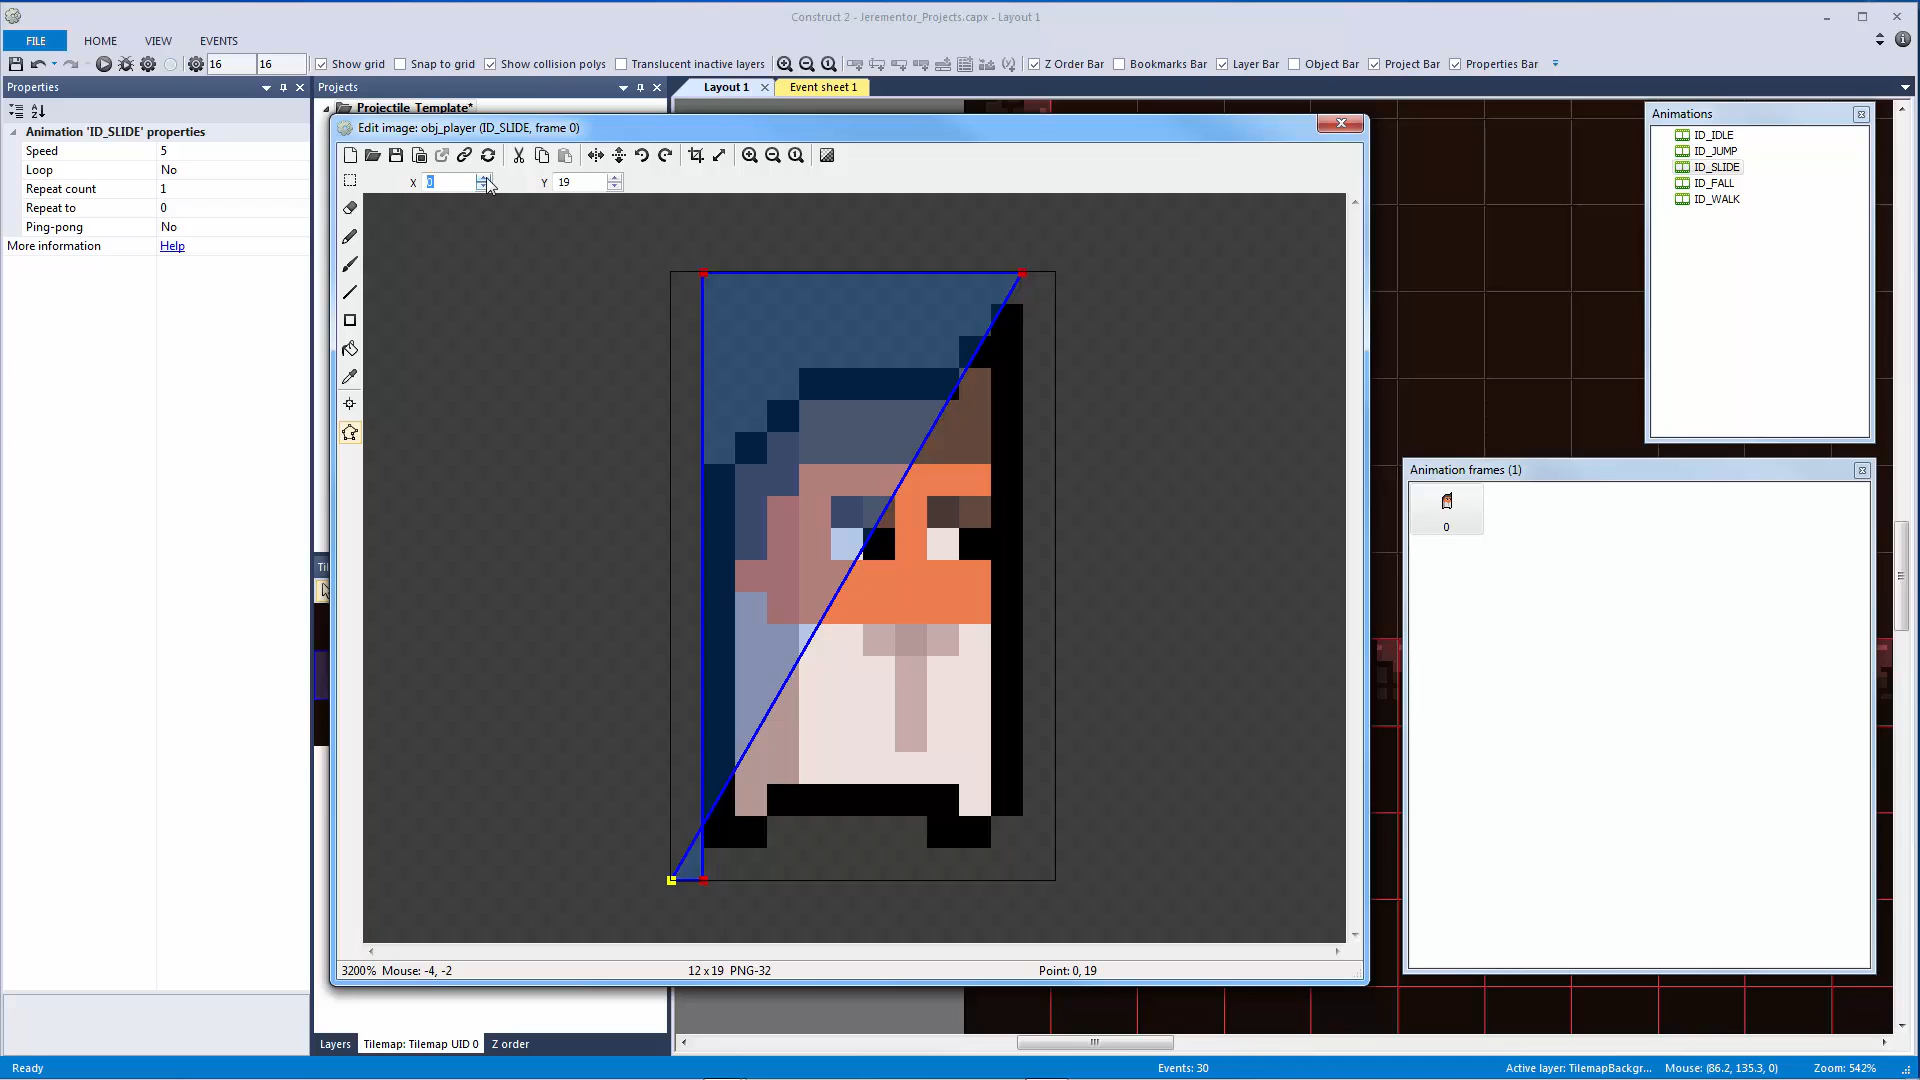 Construct 2 - Jerementor_Projects.capx - Layout 1
FILE HOME VIEW EVENTS
16 16 Show grid Snap to grid Show collision polys Translucent inactive layers Z Order Bar Bookmarks Bar Layer Bar Object Bar Project Bar Properties Bar
Properties
Projects
Layout 1
Event sheet 1
Projectile Template*
Animation 'ID_SLIDE' properties
Speed 5
Loop No
Repeat count 1
Repeat to 0
Ping-pong No
More information Help
Edit image: obj_player (ID_SLIDE, frame 0)
X 0 Y 19
Animations
ID_IDLE
ID_JUMP
ID_SLIDE
ID_FALL
ID_WALK
Animation frames (1)
0
Til
3200% Mouse: -4, -2 12 x 19 PNG-32 Point: 0, 19
Layers Tilemap: Tilemap UID 0 Z order
Ready Events: 30 Active layer: TilemapBackgr... Mouse: (86.2, 135.3, 0) Zoom: 542%